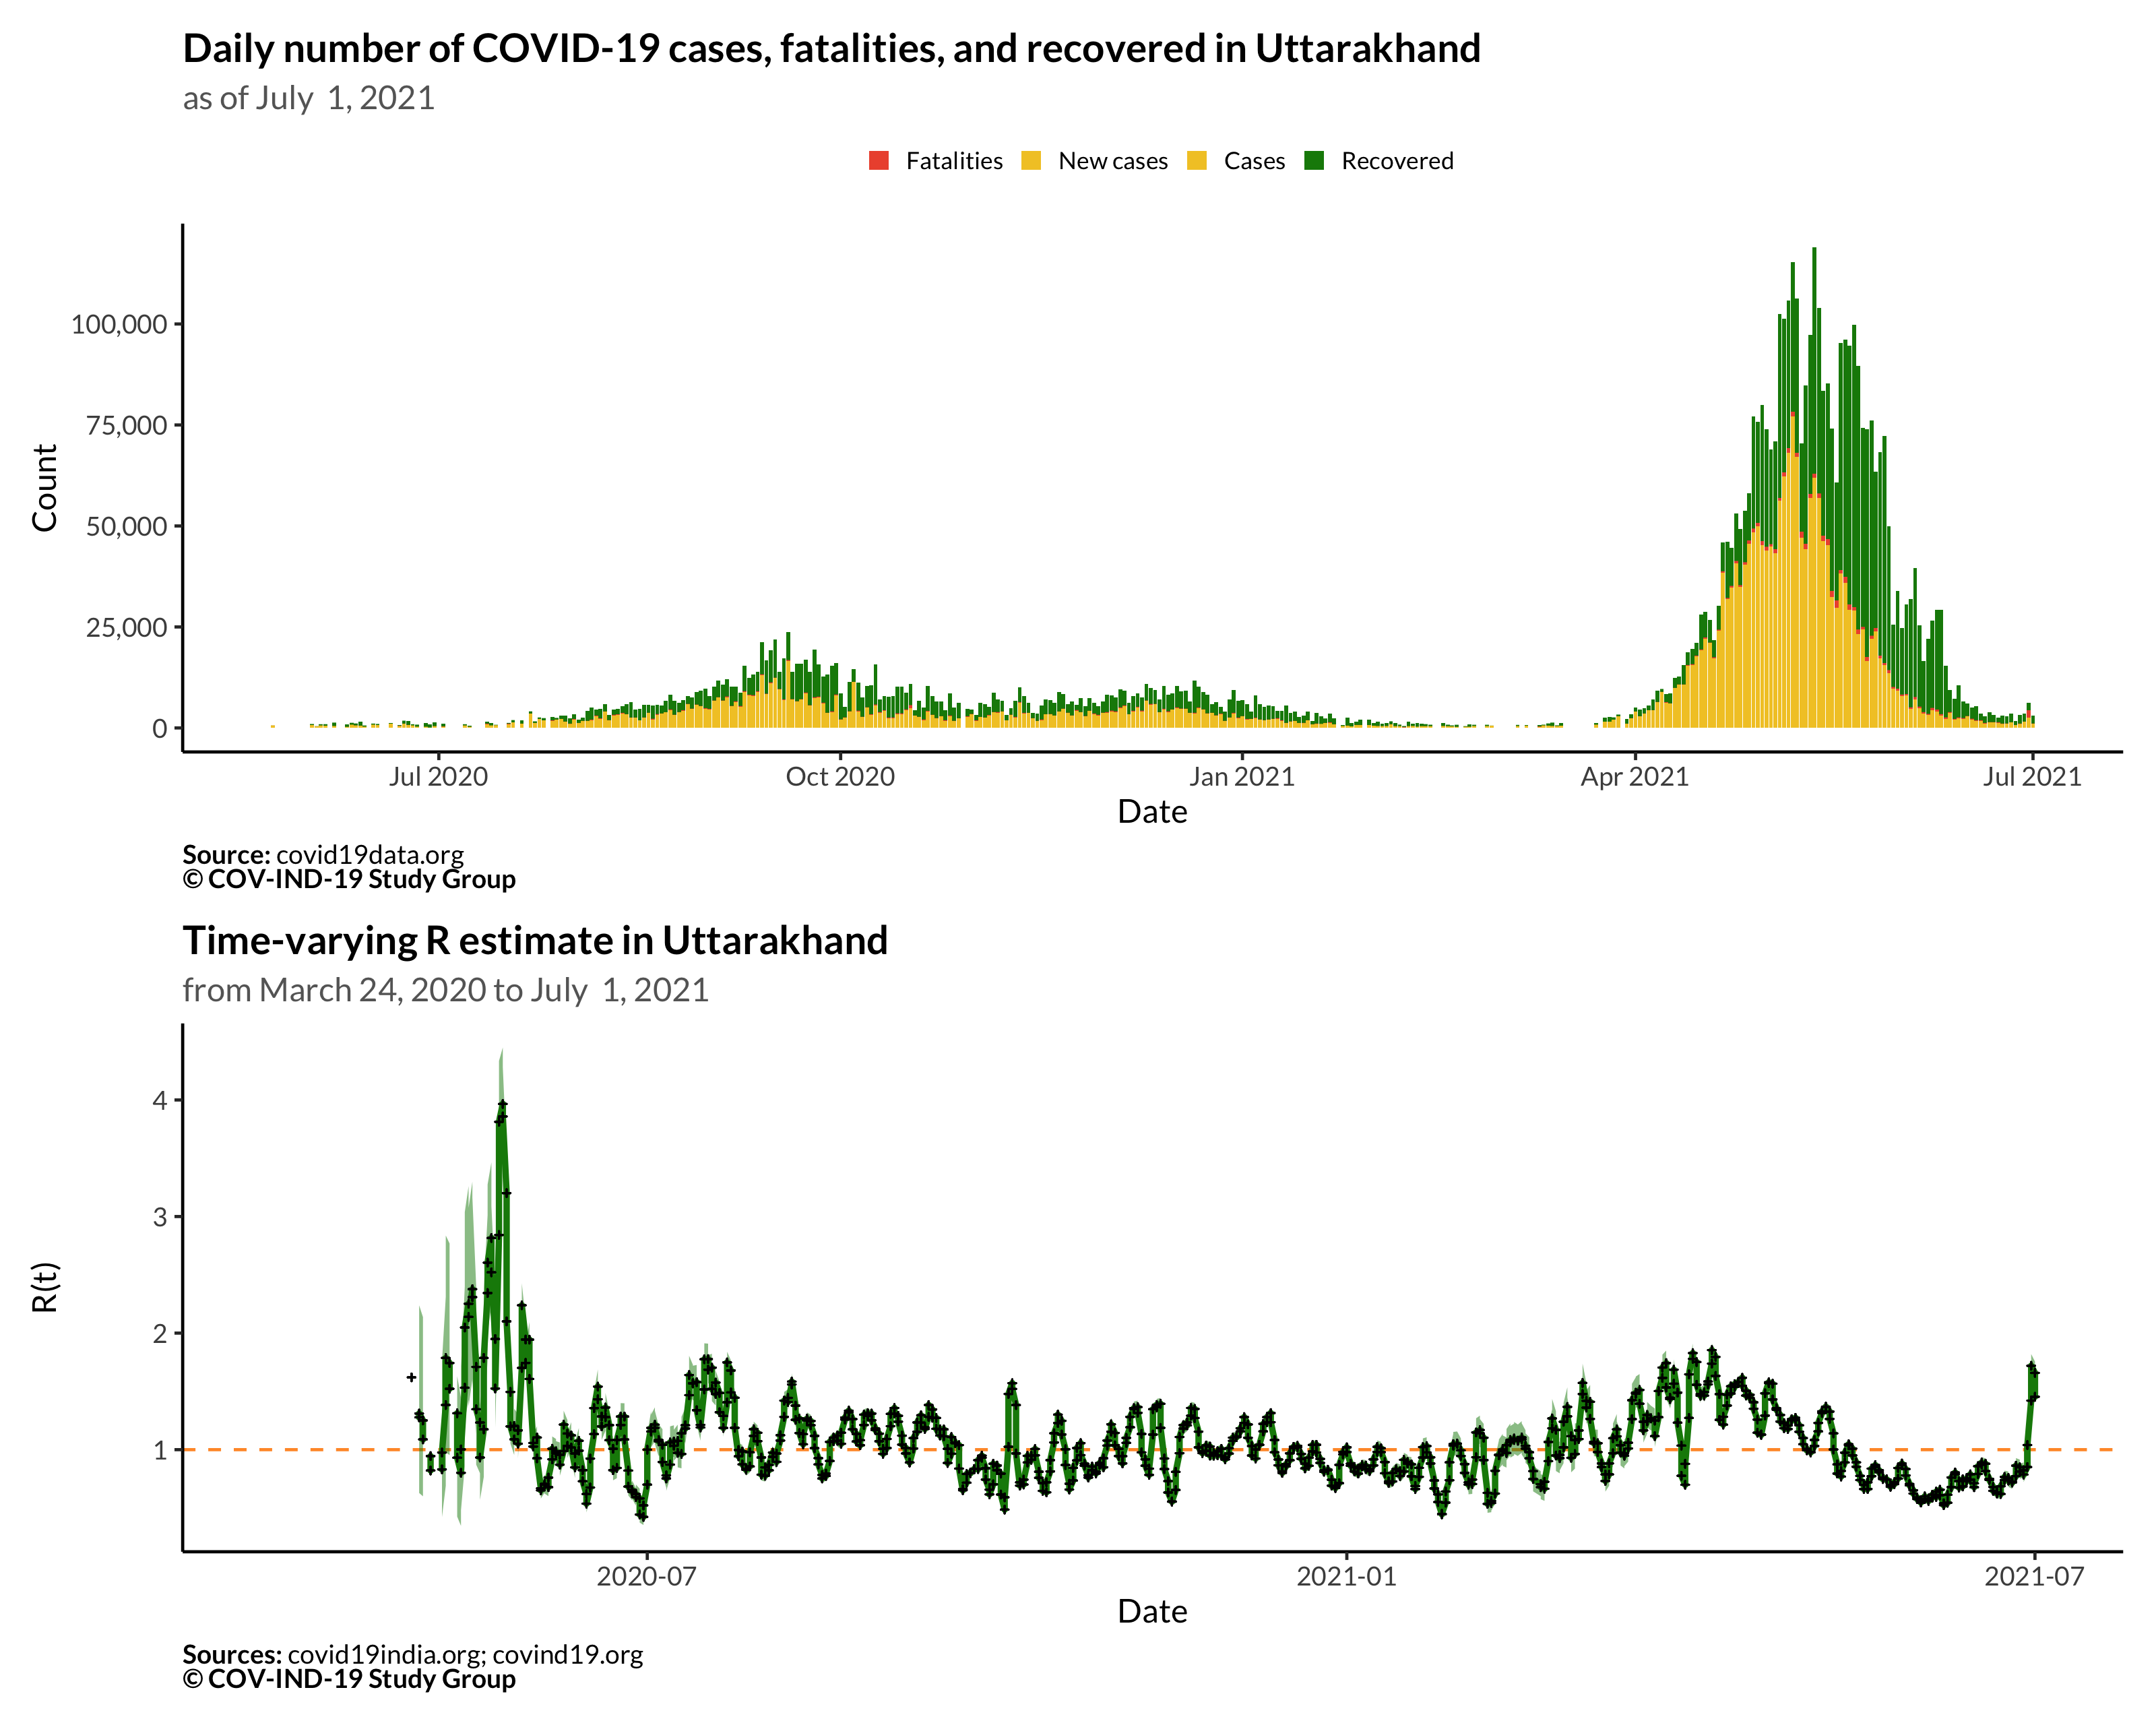 Daily number of COVID-19 cases, fatalities, and recovered in Uttarakhand
as of July  1, 2021
Fatalities New cases Cases Recovered
Count
100,000
75,000
50,000
25,000
0
Jul 2020 Oct 2020 Jan 2021 Apr 2021 Jul 2021
Date
Source: covid19data.org
© COV-IND-19 Study Group
Time-varying R estimate in Uttarakhand
from March 24, 2020 to July  1, 2021
R(t)
4
3
2
1
2020-07 2021-01 2021-07
Date
Sources: covid19india.org; covind19.org
© COV-IND-19 Study Group